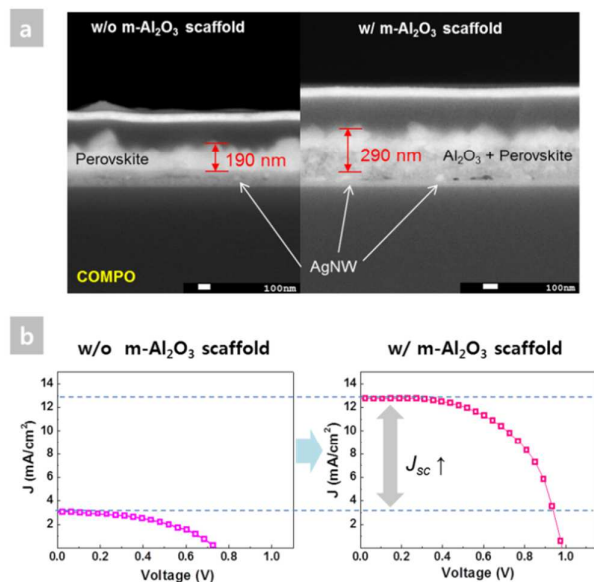 a
w/o m-Al₂O₃ scaffold
w/ m-Al₂O₃ scaffold
Perovskite
190 nm
290 nm
Al₂O₃ + Perovskite
COMPO
AgNW
100nm
100nm
b
w/o m-Al₂O₃ scaffold
w/ m-Al₂O₃ scaffold
J (mA/cm²)
14
12
10
8
6
4
2
0.0 0.2 0.4 0.6 0.8 1.0
Voltage (V)
J (mA/cm²)
14
12
10
8
6
4
2
Jsc ↑
0.0 0.2 0.4 0.6 0.8 1.0
Voltage (V)